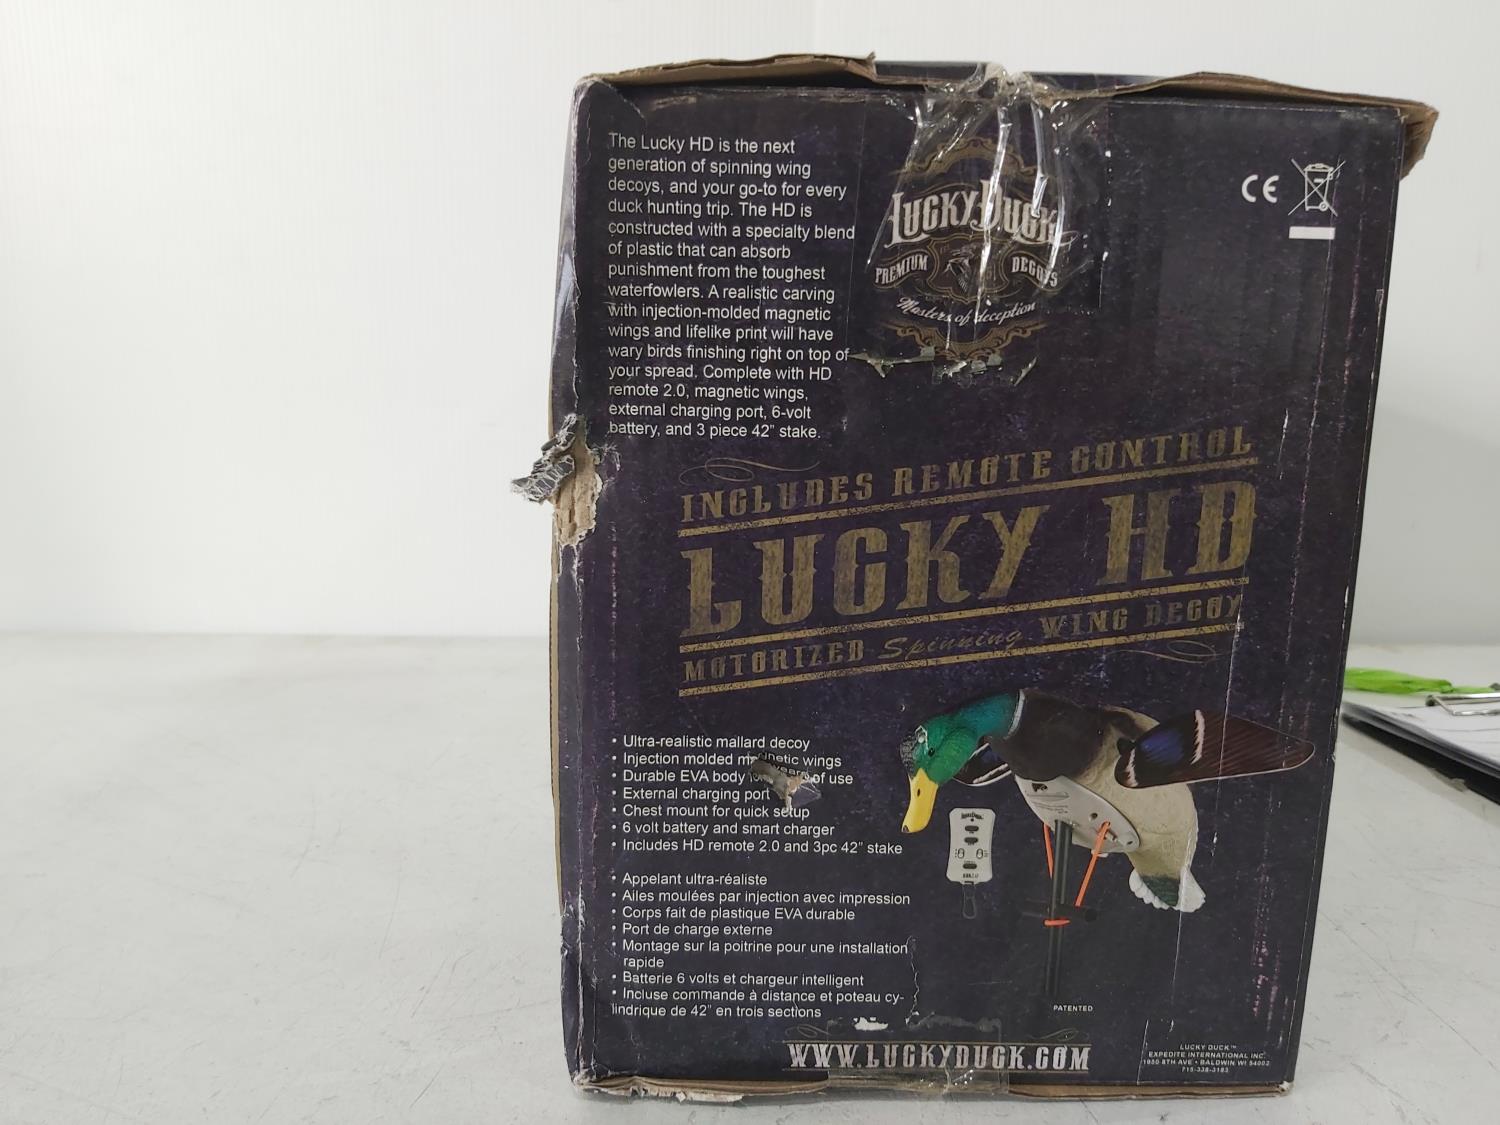 The Lucky HD is the next
generation of spinning wing
decoys, and your go-to for every
duck hunting trip. The HD is
constructed with a specialty blend
of plastic that can absorb
punishment from the toughest
waterfowlers. A realistic carving
with injection-molded magnetic
wings and lifelike print will have
wary birds finishing right on top of
your spread. Complete with HD
remote 2.0, magnetic wings,
external charging port, 6-volt
battery, and 3 piece 42" stake.
LUCKY DUCK
PREMIUM DECOYS
Masters of deception
CE
INCLUDES REMOTE CONTROL
LUCKY HD
MOTORIZED Spinning WING DECOY
• Ultra-realistic mallard decoy
• Injection molded magnetic wings
• Durable EVA body years of use
• External charging port
• Chest mount for quick setup
• 6 volt battery and smart charger
• Includes HD remote 2.0 and 3pc 42" stake
• Appelant ultra-réaliste
• Ailes moulées par injection avec impression
• Corps fait de plastique EVA durable
• Port de charge externe
• Montage sur la poitrine pour une installation
rapide
• Batterie 6 volts et chargeur intelligent
• Incluse commande à distance et poteau cy-
lindrique de 42" en trois sections
PATENTED
WWW.LUCKYDUCK.COM
LUCKY DUCK™
EXPEDITE INTERNATIONAL INC.
1950 8TH AVE • BALDWIN WI 54002
715-338-3183